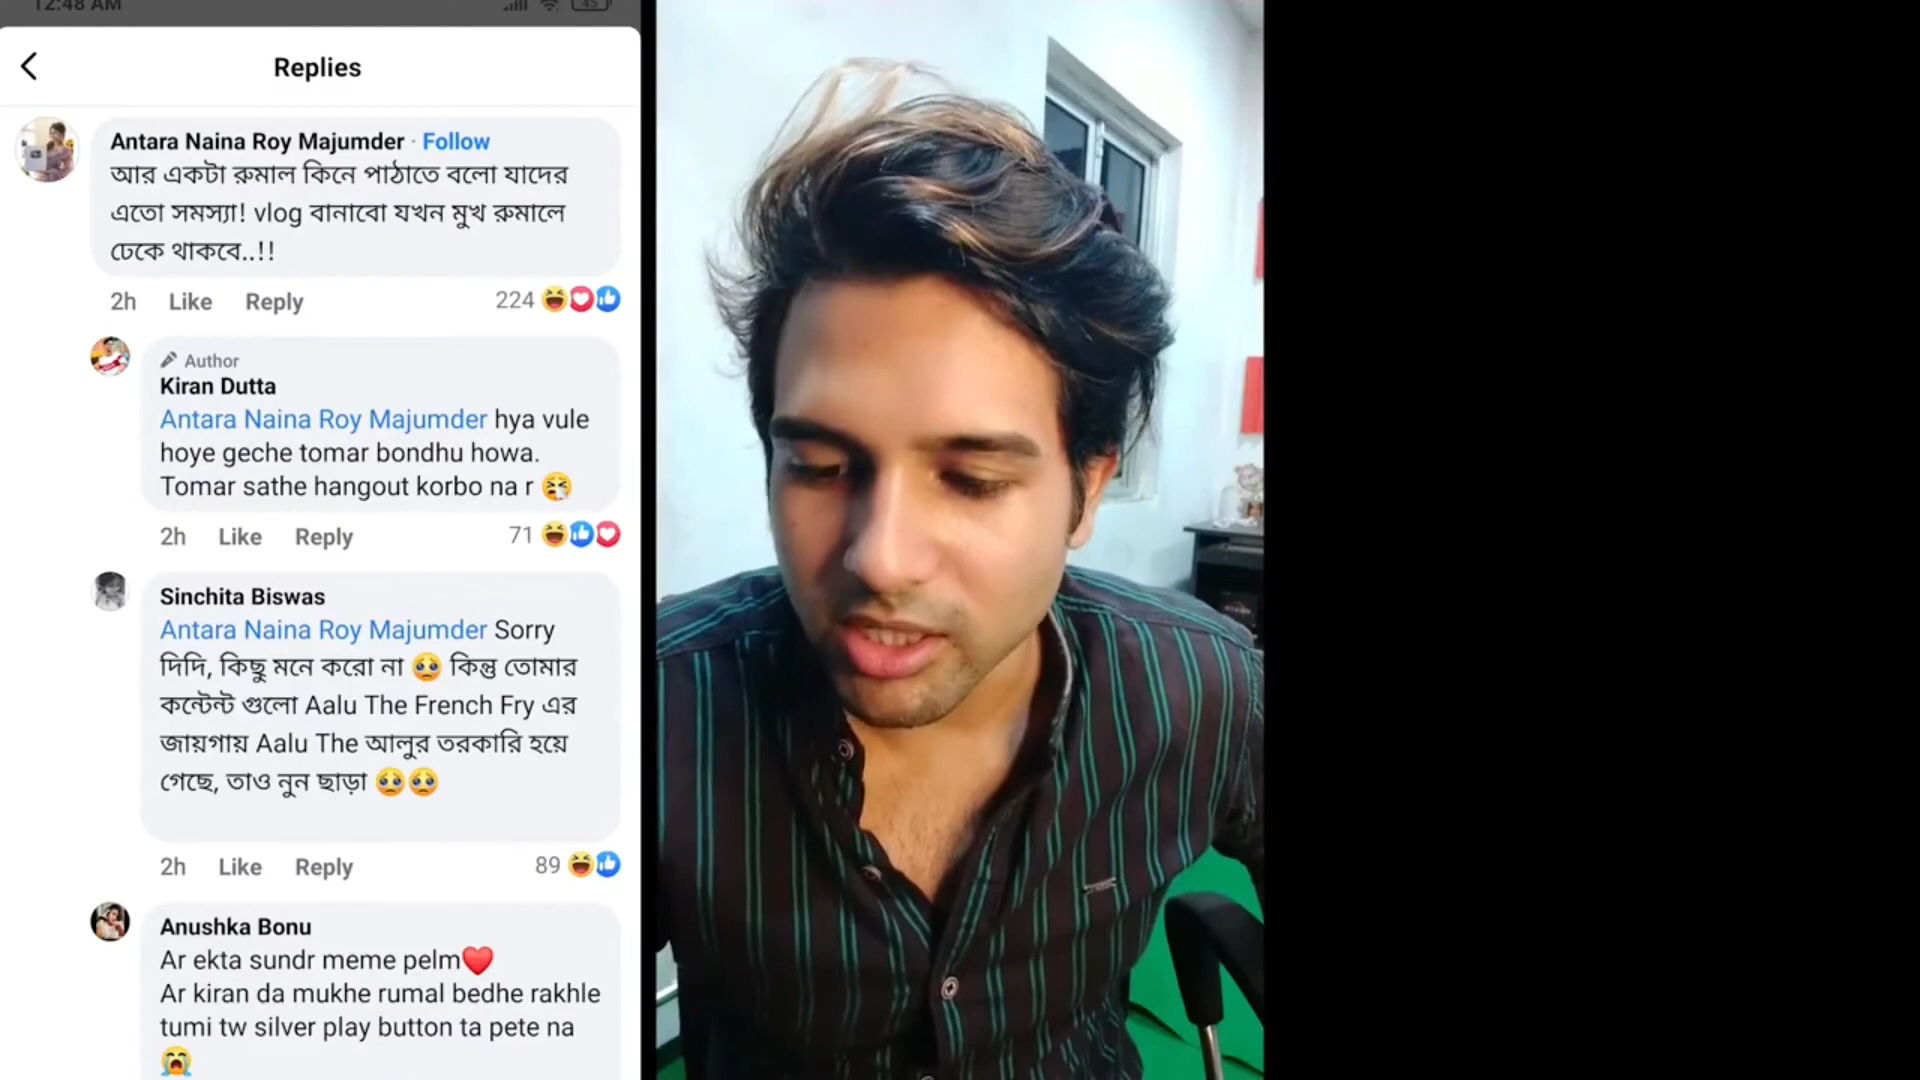 12:48 AM
45
Replies
Antara Naina Roy Majumder · Follow
আর একটা রুমাল কিনে পাঠাতে বলো যাদের
এতো সমস্যা! vlog বানাবো যখন মুখ রুমালে
ঢেকে থাকবে..!!
2h Like Reply 224
Author
Kiran Dutta
Antara Naina Roy Majumder hya vule
hoye geche tomar bondhu howa.
Tomar sathe hangout korbo na r 😝
2h Like Reply 71
Sinchita Biswas
Antara Naina Roy Majumder Sorry
দিদি, কিছু মনে করো না 🥺 কিন্তু তোমার
কন্টেন্ট গুলো Aalu The French Fry এর
জায়গায় Aalu The আলুর তরকারি হয়ে
গেছে, তাও নুন ছাড়া 🥺🥺
2h Like Reply 89
Anushka Bonu
Ar ekta sundr meme pelm❤️
Ar kiran da mukhe rumal bedhe rakhle
tumi tw silver play button ta pete na
😭